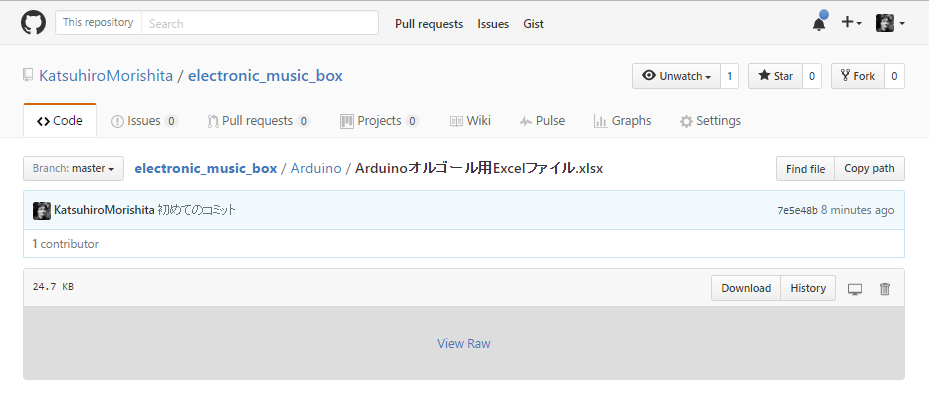 This repository Search Pull requests Issues Gist
KatsuhiroMorishita / electronic_music_box Unwatch 1 Star 0 Fork 0
Code Issues 0 Pull requests 0 Projects 0 Wiki Pulse Graphs Settings
Branch: master electronic_music_box / Arduino / Arduinoオルゴール用Excelファイル.xlsx Find file Copy path
KatsuhiroMorishita 初めてのコミット 7e5e48b 8 minutes ago
1 contributor
24.7 KB Download History
View Raw